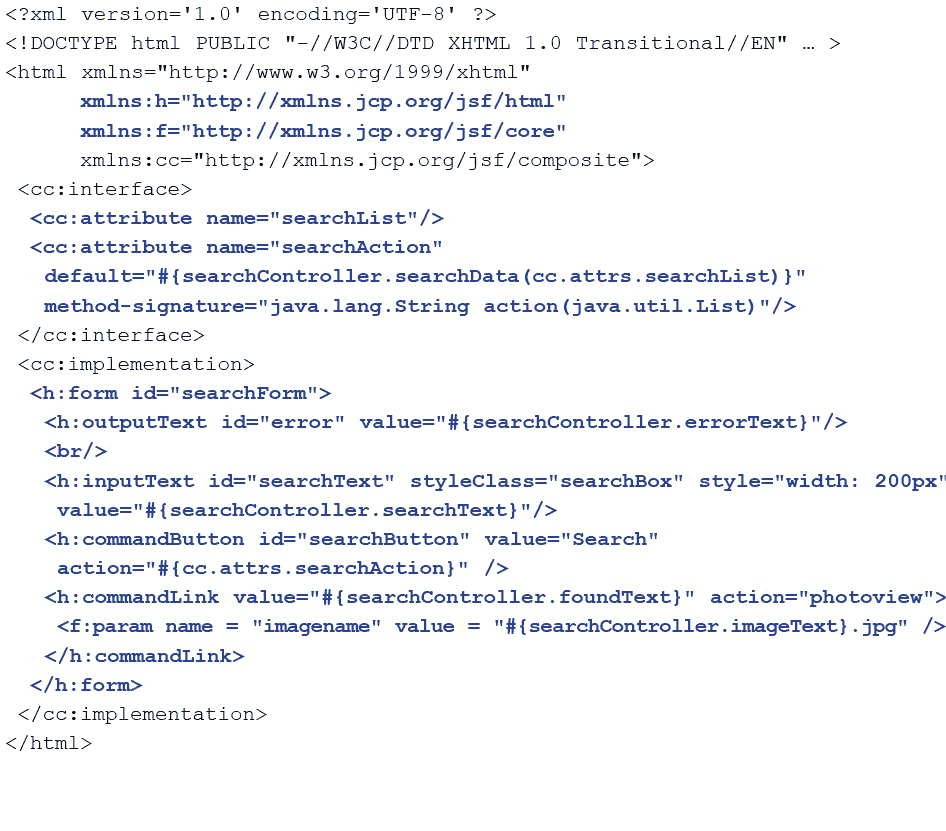 <?xml version='1.0' encoding='UTF-8' ?>
<!DOCTYPE html PUBLIC "-//W3C//DTD XHTML 1.0 Transitional//EN" … >
<html xmlns="http://www.w3.org/1999/xhtml"
      xmlns:h="http://xmlns.jcp.org/jsf/html"
      xmlns:f="http://xmlns.jcp.org/jsf/core"
      xmlns:cc="http://xmlns.jcp.org/jsf/composite">
 <cc:interface>
  <cc:attribute name="searchList"/>
  <cc:attribute name="searchAction"
   default="#{searchController.searchData(cc.attrs.searchList)}"
   method-signature="java.lang.String action(java.util.List)"/>
 </cc:interface>
 <cc:implementation>
  <h:form id="searchForm">
   <h:outputText id="error" value="#{searchController.errorText}"/>
   <br/>
   <h:inputText id="searchText" styleClass="searchBox" style="width: 200px"
    value="#{searchController.searchText}"/>
   <h:commandButton id="searchButton" value="Search"
    action="#{cc.attrs.searchAction}" />
   <h:commandLink value="#{searchController.foundText}" action="photoview">
    <f:param name = "imagename" value = "#{searchController.imageText}.jpg" />
   </h:commandLink>
  </h:form>
 </cc:implementation>
</html>